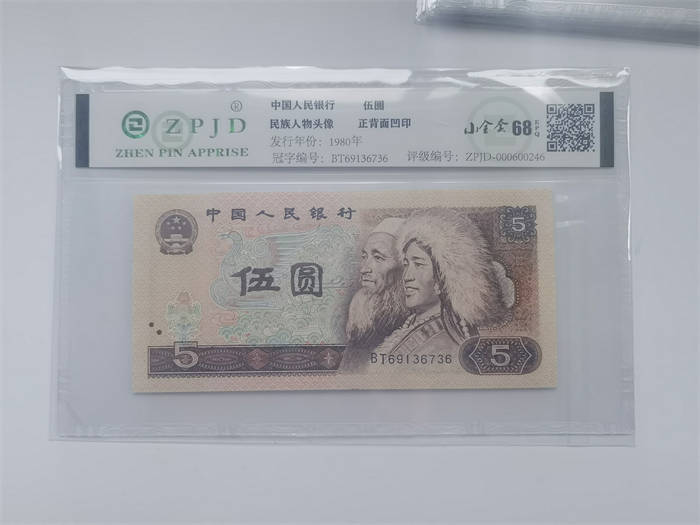 ZPJD ®
ZHEN PIN APPRISE
中国人民银行 伍圆
民族人物头像 正背面凹印
发行年份: 1980年
冠字编号: BT69136736 评级编号: ZPJD-000600246
68 EPQ
中国人民银行
5
伍圆
BT69136736
5
5